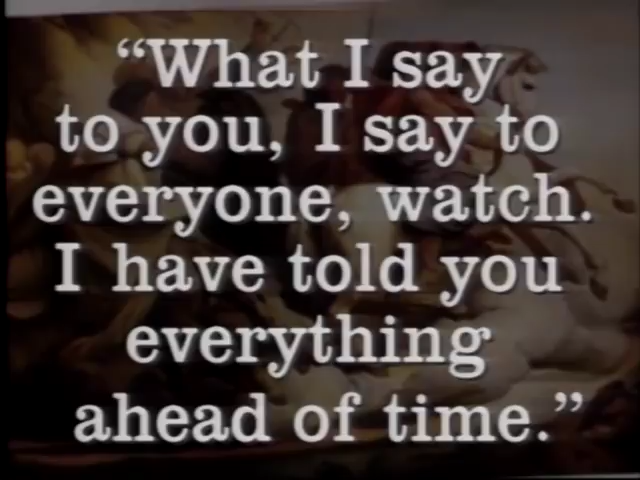 “What I say
to you, I say to
everyone, watch.
I have told you
everything
ahead of time.”